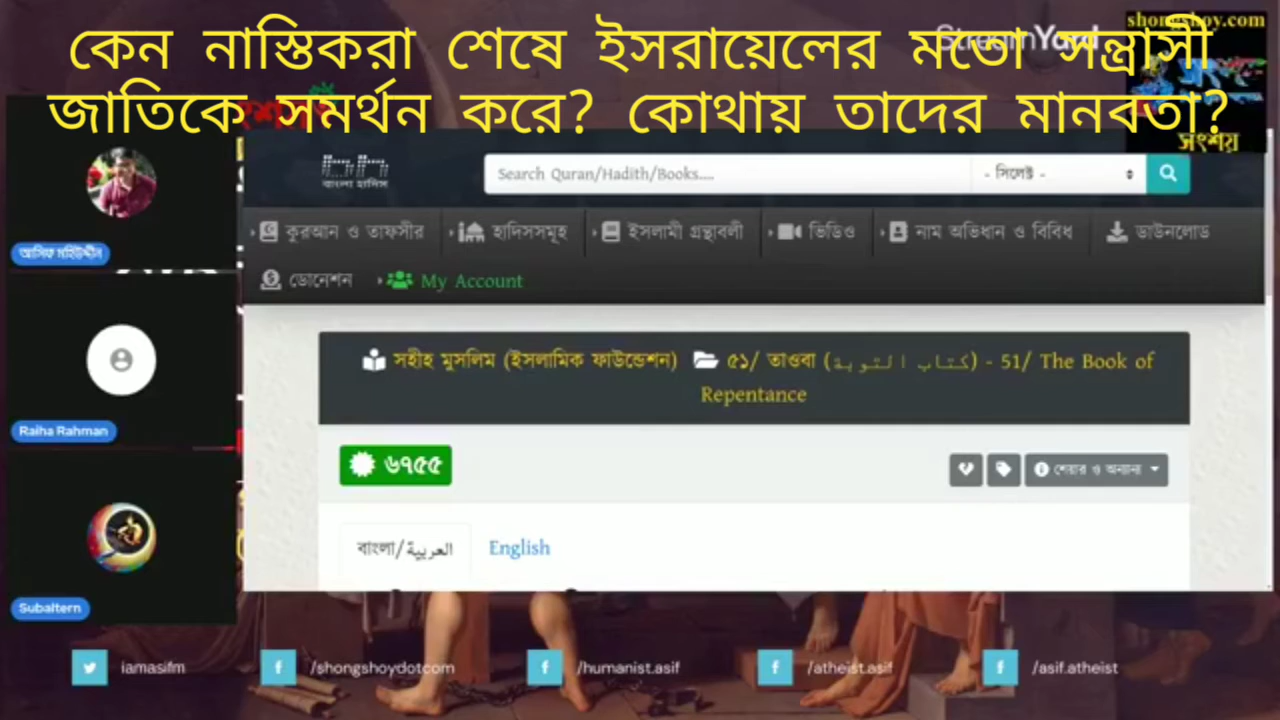 কেন নাস্তিকরা শেষে ইসরায়েলের মতো সন্ত্রাসী
জাতিকে সমর্থন করে? কোথায় তাদের মানবতা?
shongshoy.com
StreamYard
সংশয়
বাংলা হাদিস
Search Quran/Hadith/Books....
- সিলেক্ট -
কুরআন ও তাফসীর
হাদিসসমূহ
ইসলামী গ্রন্থাবলী
ভিডিও
নাম অভিধান ও বিবিধ
ডাউনলোড
ডোনেশন
My Account
সহীহ মুসলিম (ইসলামিক ফাউন্ডেশন) ৫১/ তাওবা (كتاب التوبة) - 51/ The Book of
Repentance
৬৭৫৫
শেয়ার ও অন্যান্য
বাংলা/العربية
English
আসিফ মহিউদ্দীন
Raiha Rahman
Subaltern
iamasifm
/shongshoydotcom
/humanist.asif
/atheist.asif
/asif.atheist